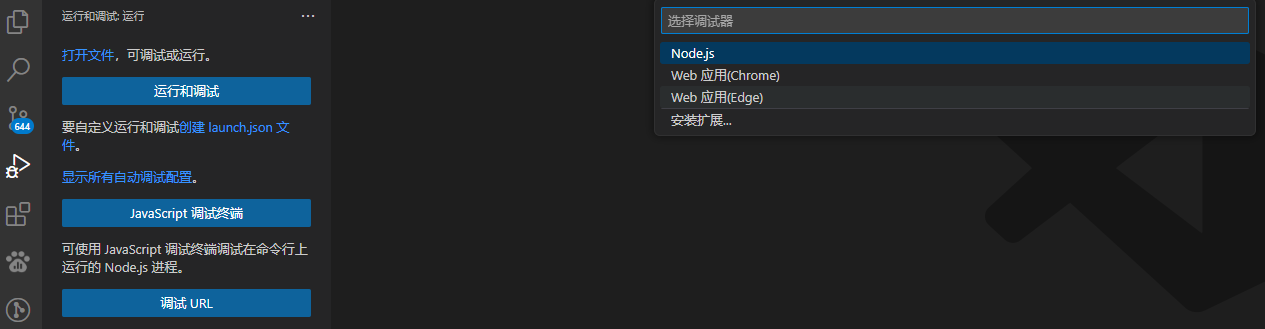 运行和调试: 运行
打开文件，可调试或运行。
运行和调试
要自定义运行和调试创建 launch.json 文
件。
显示所有自动调试配置。
JavaScript 调试终端
可使用 JavaScript 调试终端调试在命令行上
运行的 Node.js 进程。
调试 URL
644
选择调试器
Node.js
Web 应用(Chrome)
Web 应用(Edge)
安装扩展...